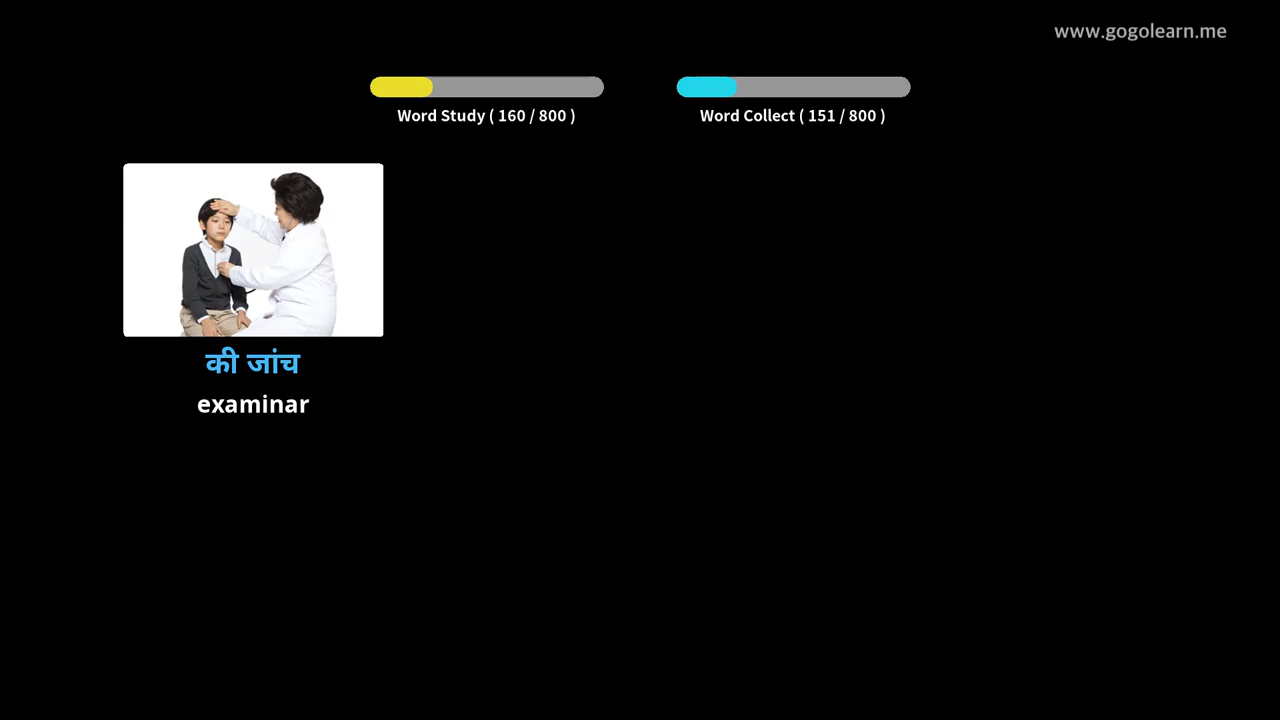 www.gogolearn.me
Word Study ( 160 / 800 )
Word Collect ( 151 / 800 )
की जांच
examinar